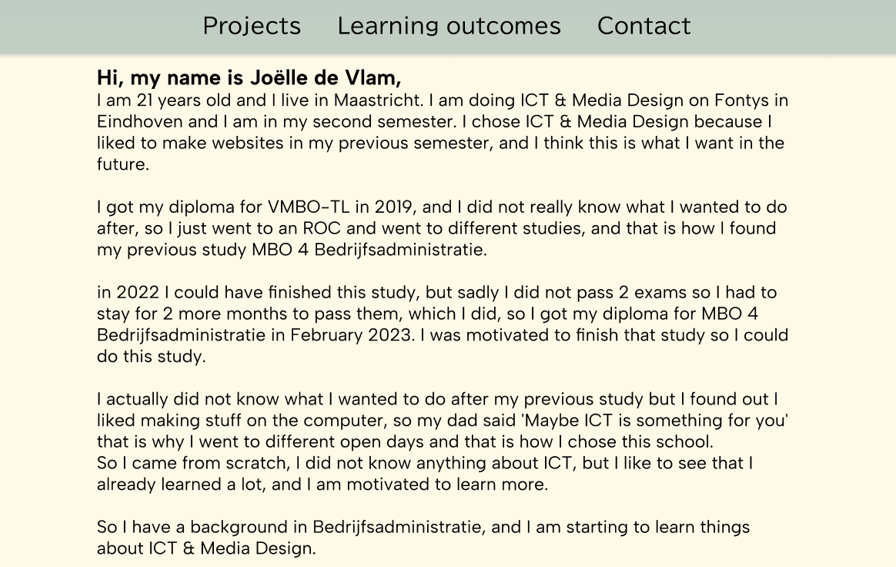 Projects Learning outcomes Contact
Hi, my name is Joëlle de Vlam,
I am 21 years old and I live in Maastricht. I am doing ICT & Media Design on Fontys in
Eindhoven and I am in my second semester. I chose ICT & Media Design because I
liked to make websites in my previous semester, and I think this is what I want in the
future.
I got my diploma for VMBO-TL in 2019, and I did not really know what I wanted to do
after, so I just went to an ROC and went to different studies, and that is how I found
my previous study MBO 4 Bedrijfsadministratie.
in 2022 I could have finished this study, but sadly I did not pass 2 exams so I had to
stay for 2 more months to pass them, which I did, so I got my diploma for MBO 4
Bedrijfsadministratie in February 2023. I was motivated to finish that study so I could
do this study.
I actually did not know what I wanted to do after my previous study but I found out I
liked making stuff on the computer, so my dad said 'Maybe ICT is something for you'
that is why I went to different open days and that is how I chose this school.
So I came from scratch, I did not know anything about ICT, but I like to see that I
already learned a lot, and I am motivated to learn more.
So I have a background in Bedrijfsadministratie, and I am starting to learn things
about ICT & Media Design.